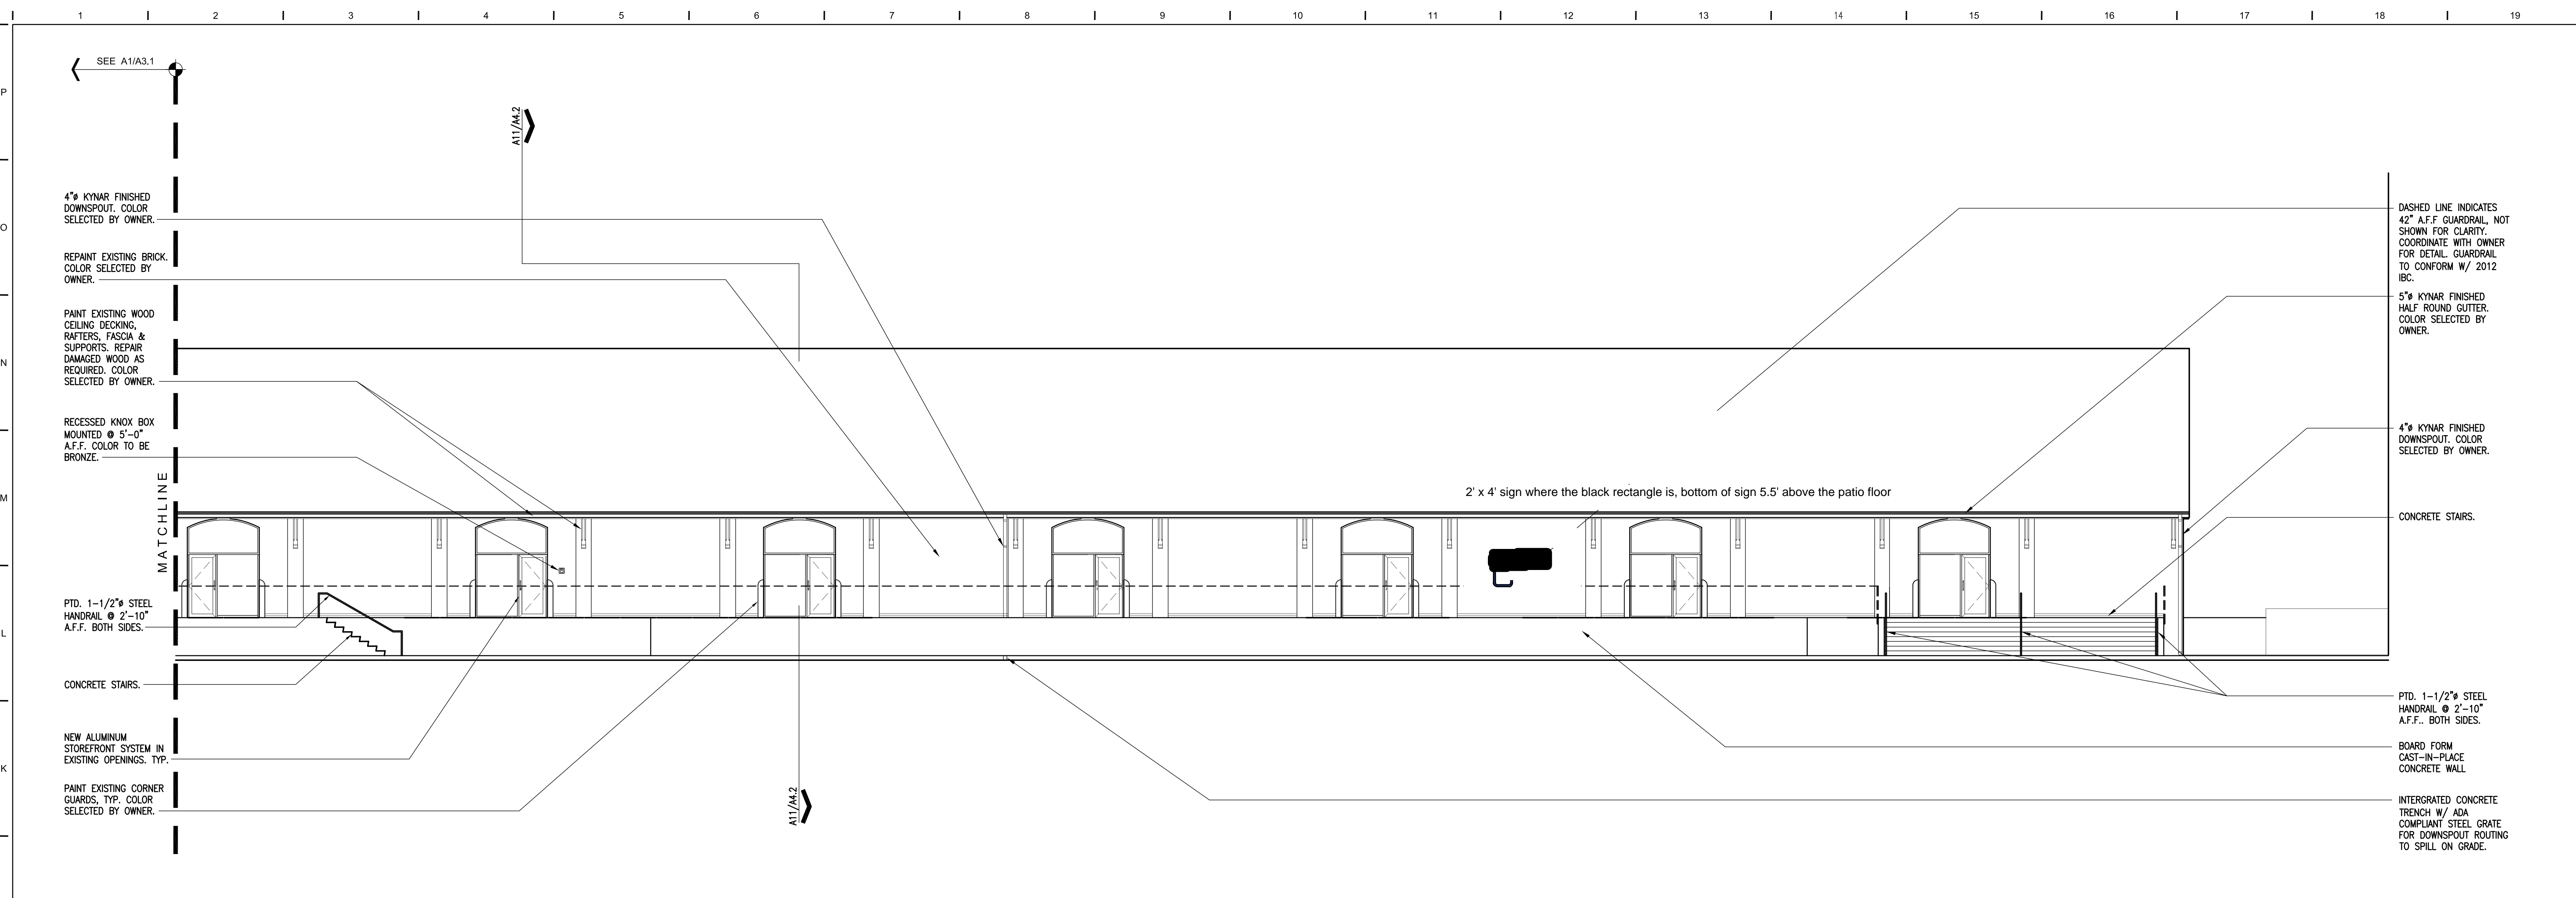 1 2 3 4 5 6 7 8 9 10 11 12 13 14 15 16 17 18 19
SEE A1/A3.1
P
O
N
M
L
K
A11/A4.2
4"ø KYNAR FINISHED
DOWNSPOUT. COLOR
SELECTED BY OWNER.
REPAINT EXISTING BRICK.
COLOR SELECTED BY
OWNER.
PAINT EXISTING WOOD
CEILING DECKING,
RAFTERS, FASCIA &
SUPPORTS. REPAIR
DAMAGED WOOD AS
REQUIRED. COLOR
SELECTED BY OWNER.
RECESSED KNOX BOX
MOUNTED @ 5'-0"
A.F.F. COLOR TO BE
BRONZE.
MATCHLINE
PTD. 1-1/2"ø STEEL
HANDRAIL @ 2'-10"
A.F.F. BOTH SIDES.
CONCRETE STAIRS.
NEW ALUMINUM
STOREFRONT SYSTEM IN
EXISTING OPENINGS. TYP.
PAINT EXISTING CORNER
GUARDS, TYP. COLOR
SELECTED BY OWNER.
A11/A4.2
2' x 4' sign where the black rectangle is, bottom of sign 5.5' above the patio floor
DASHED LINE INDICATES
42" A.F.F GUARDRAIL, NOT
SHOWN FOR CLARITY.
COORDINATE WITH OWNER
FOR DETAIL. GUARDRAIL
TO CONFORM W/ 2012
IBC.
5"ø KYNAR FINISHED
HALF ROUND GUTTER.
COLOR SELECTED BY
OWNER.
4"ø KYNAR FINISHED
DOWNSPOUT. COLOR
SELECTED BY OWNER.
CONCRETE STAIRS.
PTD. 1-1/2"ø STEEL
HANDRAIL @ 2'-10"
A.F.F.. BOTH SIDES.
BOARD FORM
CAST-IN-PLACE
CONCRETE WALL
INTERGRATED CONCRETE
TRENCH W/ ADA
COMPLIANT STEEL GRATE
FOR DOWNSPOUT ROUTING
TO SPILL ON GRADE.